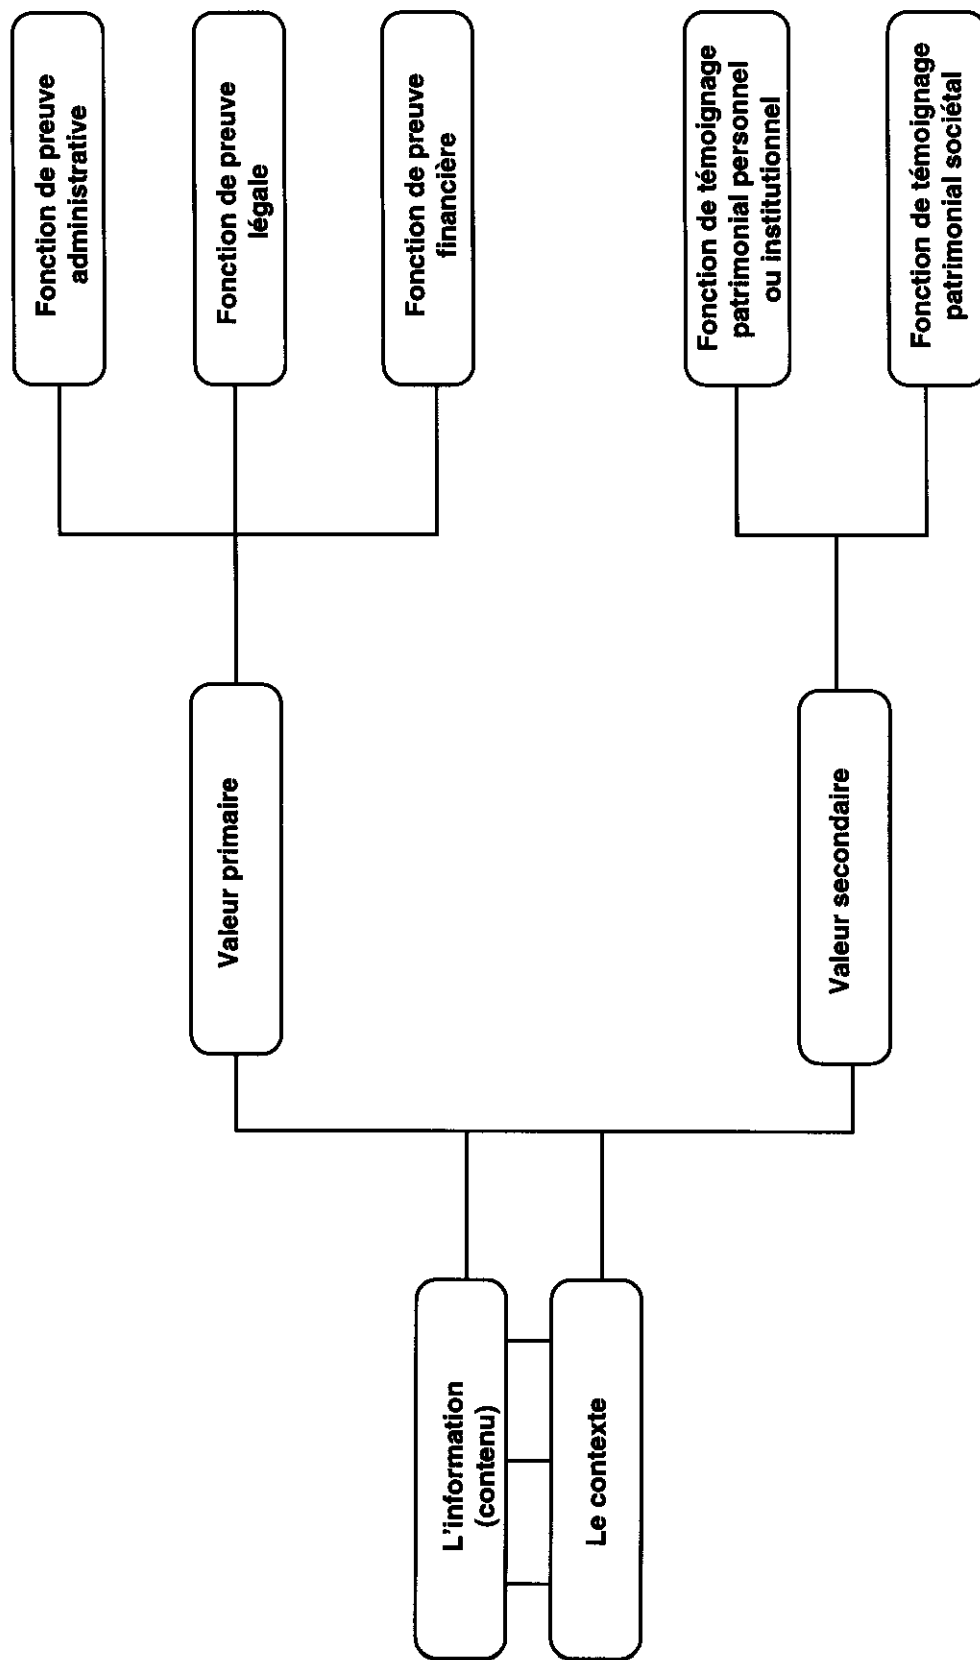 L'information
(contenu)
Le contexte
Valeur primaire
Valeur secondaire
Fonction de preuve
administrative
Fonction de preuve
légale
Fonction de preuve
financière
Fonction de témoignage
patrimonial personnel
ou institutionnel
Fonction de témoignage
patrimonial sociétal